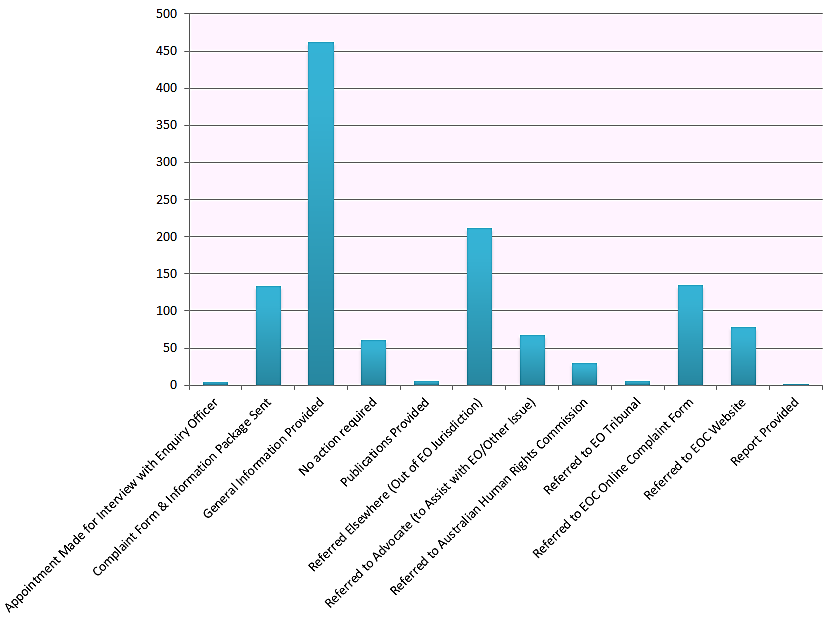 500
450
400
350
300
250
200
150
100
50
0
Appointment Made for Interview with Enquiry Officer
Complaint Form & Information Package Sent
General Information Provided
No action required
Publications Provided
Referred Elsewhere (Out of EO Jurisdiction)
Referred to Advocate (to Assist with EO/Other Issue)
Referred to Australian Human Rights Commission
Referred to EO Tribunal
Referred to EOC Online Complaint Form
Referred to EOC Website
Report Provided